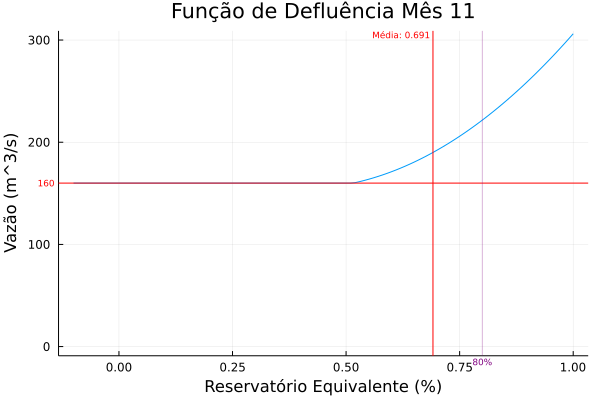 Função de Defluência Mês 11
Média: 0.691
300
200
160
100
0
Vazão (m^3/s)
0.00
0.25
0.50
0.75
80%
1.00
Reservatório Equivalente (%)